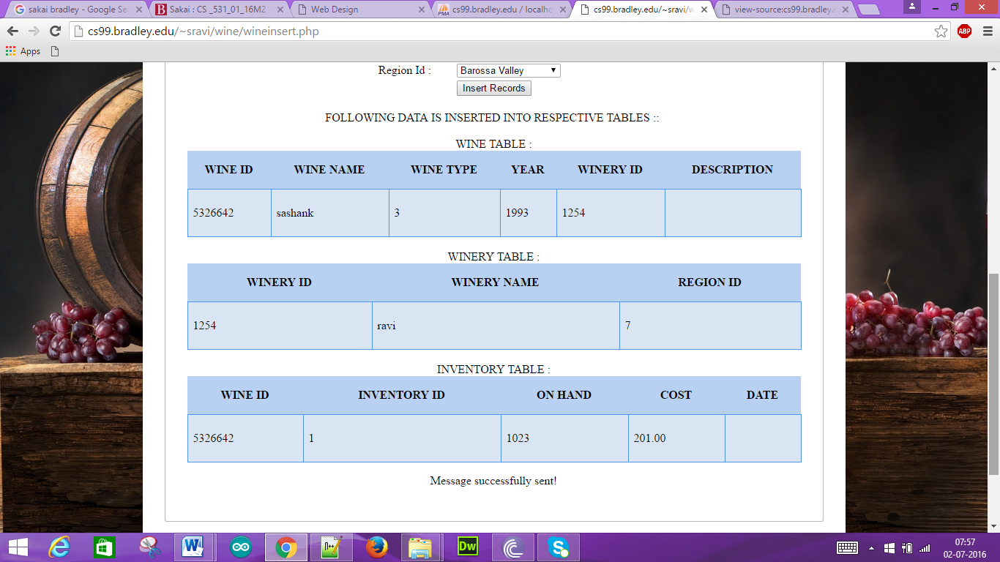 sakai bradley - Google Se
Sakai : CS _531_01_16M2
Web Design
PMA cs99.bradley.edu / localho
cs99.bradley.edu/~sravi/w
view-source:cs99.bradley.
cs99.bradley.edu/~sravi/wine/wineinsert.php
ABP
Apps
Region Id : Barossa Valley
Insert Records
FOLLOWING DATA IS INSERTED INTO RESPECTIVE TABLES ::
WINE TABLE :
WINE ID WINE NAME WINE TYPE YEAR WINERY ID DESCRIPTION
5326642 sashank 3 1993 1254
WINERY TABLE :
WINERY ID WINERY NAME REGION ID
1254 ravi 7
INVENTORY TABLE :
WINE ID INVENTORY ID ON HAND COST DATE
5326642 1 1023 201.00
Message successfully sent!
Dw
07:57
02-07-2016